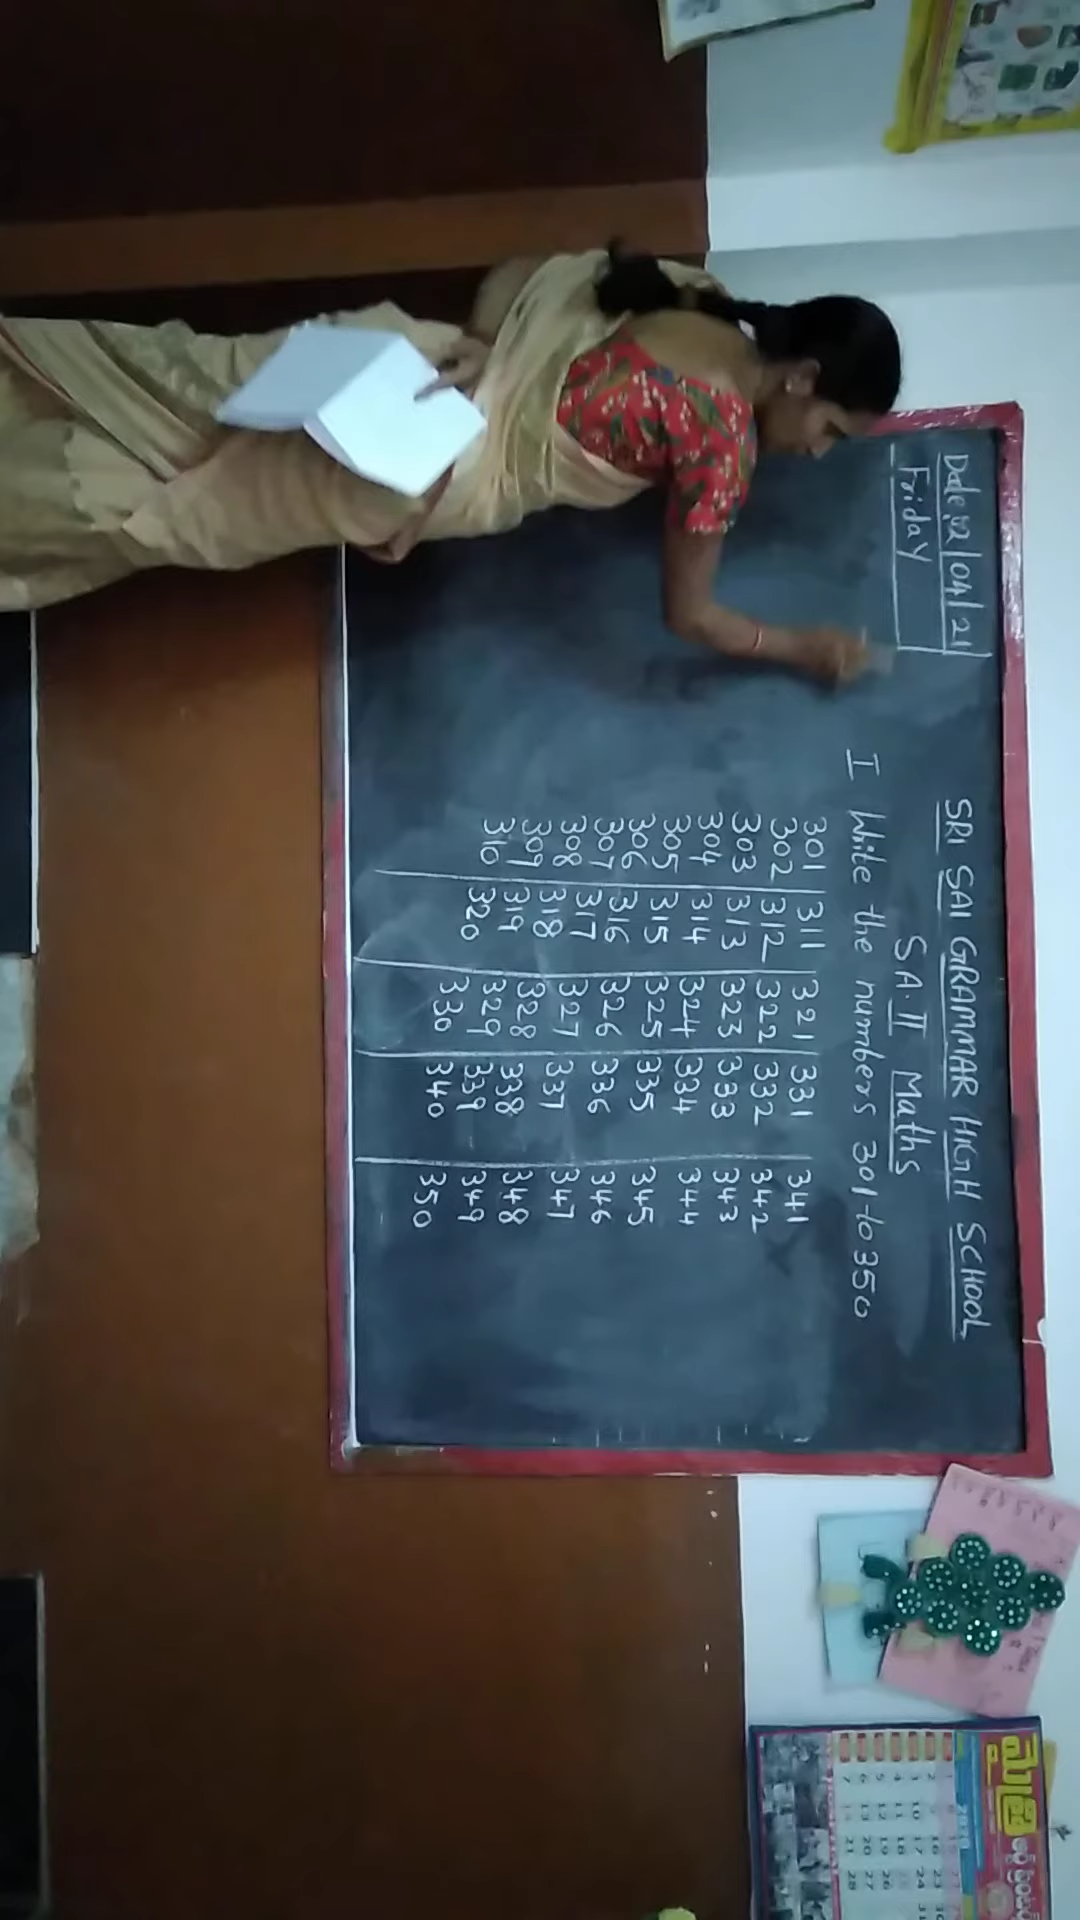 Date: 02/04/21
Friday
SRI SAI GRAMMAR HIGH SCHOOL
SA.II Maths
I Write the numbers 301 to 350
301 311 321 331 341
302 312 322 332 342
303 313 323 333 343
304 314 324 334 344
305 315 325 335 345
306 316 326 336 346
307 317 327 337 347
308 318 328 338 348
309 319 329 339 349
310 320 330 340 350